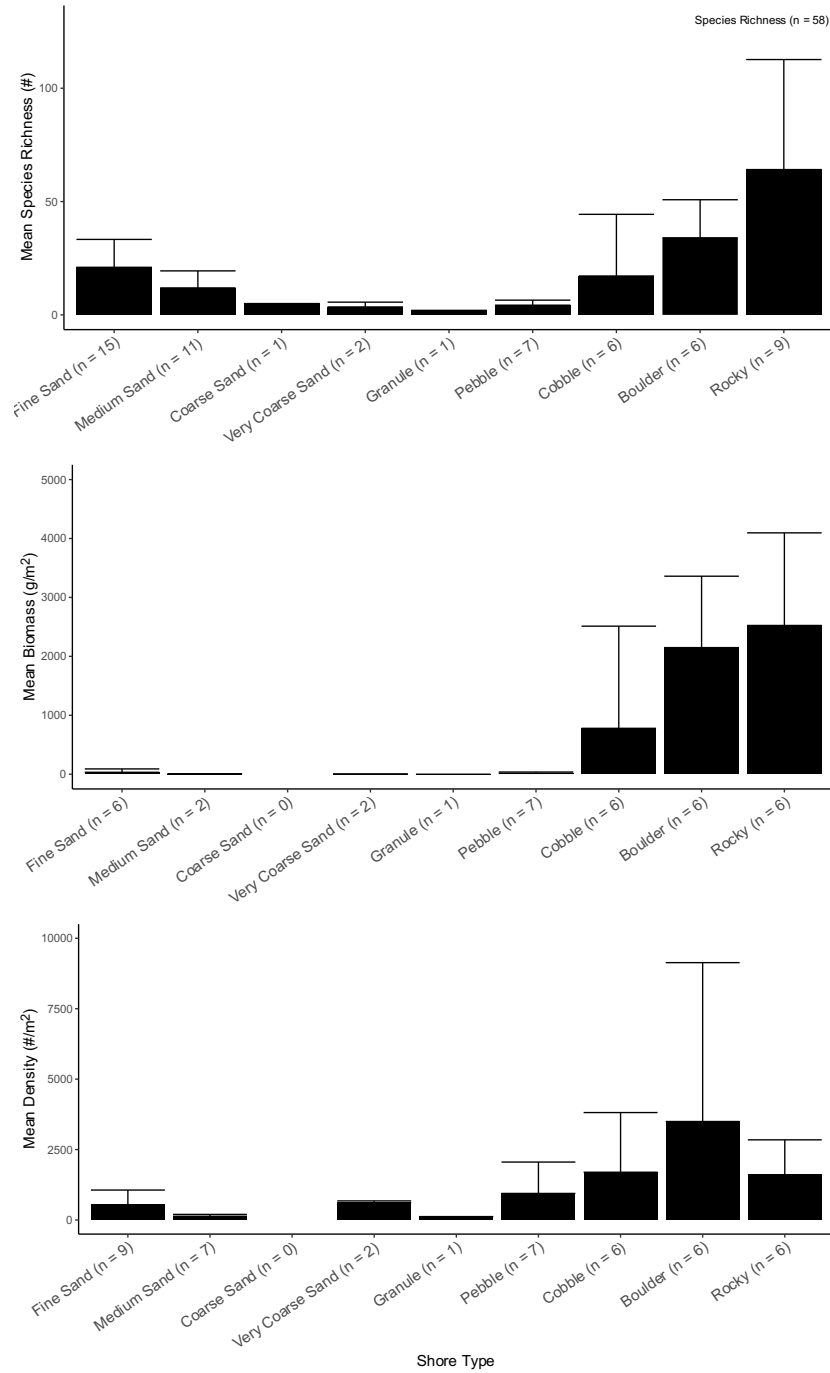 Species Richness (n = 58)
Mean Species Richness (#)
100
50
0
Fine Sand (n = 15)
Medium Sand (n = 11)
Coarse Sand (n = 1)
Very Coarse Sand (n = 2)
Granule (n = 1)
Pebble (n = 7)
Cobble (n = 6)
Boulder (n = 6)
Rocky (n = 9)
Mean Biomass (g/m²)
5000
4000
3000
2000
1000
0
Fine Sand (n = 6)
Medium Sand (n = 2)
Coarse Sand (n = 0)
Very Coarse Sand (n = 2)
Granule (n = 1)
Pebble (n = 7)
Cobble (n = 6)
Boulder (n = 6)
Rocky (n = 6)
Mean Density (#/m²)
10000
7500
5000
2500
0
Fine Sand (n = 9)
Medium Sand (n = 7)
Coarse Sand (n = 0)
Very Coarse Sand (n = 2)
Granule (n = 1)
Pebble (n = 7)
Cobble (n = 6)
Boulder (n = 6)
Rocky (n = 6)
Shore Type